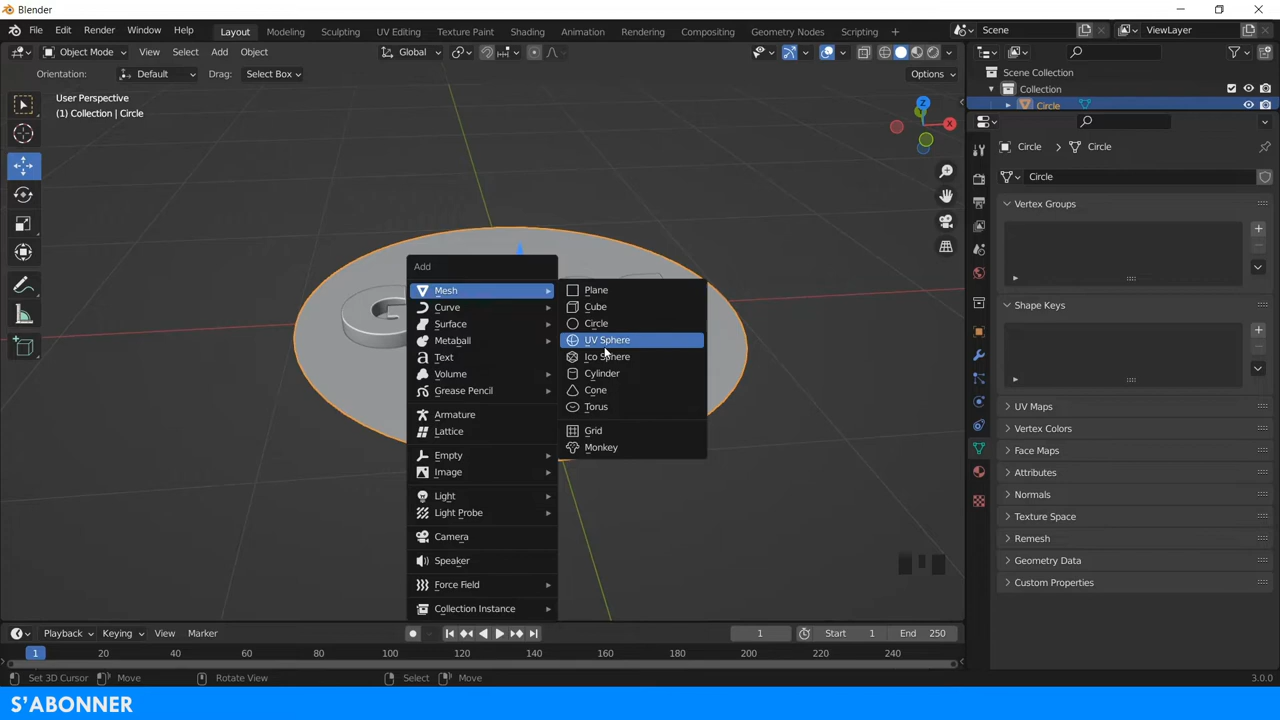 Blender
File Edit Render Window Help Layout Modeling Sculpting UV Editing Texture Paint Shading Animation Rendering Compositing Geometry Nodes Scripting Scene ViewLayer
Object Mode View Select Add Object Global
Orientation: Default Drag: Select Box Options
User Perspective
(1) Collection | Circle
Z
X
Y
Scene Collection
Collection
Circle
Circle > Circle
Circle
Vertex Groups
Shape Keys
UV Maps
Vertex Colors
Face Maps
Attributes
Normals
Texture Space
Remesh
Geometry Data
Custom Properties
Add
Mesh
Curve
Surface
Metaball
Text
Volume
Grease Pencil
Armature
Lattice
Empty
Image
Light
Light Probe
Camera
Speaker
Force Field
Collection Instance
Plane
Cube
Circle
UV Sphere
Ico Sphere
Cylinder
Cone
Torus
Grid
Monkey
Playback Keying View Marker 1 Start 1 End 250
1 20 40 60 80 100 120 140 160 180 200 220 240
Set 3D Cursor Move Rotate View Select Move 3.0.0
S'ABONNER